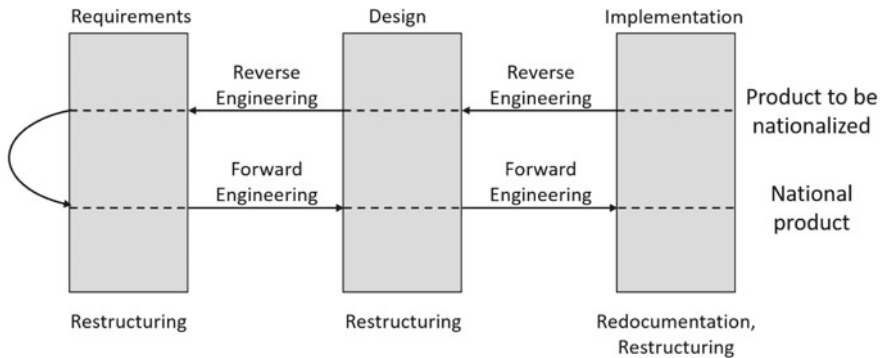 Requirements
Design
Implementation
Reverse
Engineering
Reverse
Engineering
Product to be
nationalized
Forward
Engineering
Forward
Engineering
National
product
Restructuring
Restructuring
Redocumentation,
Restructuring